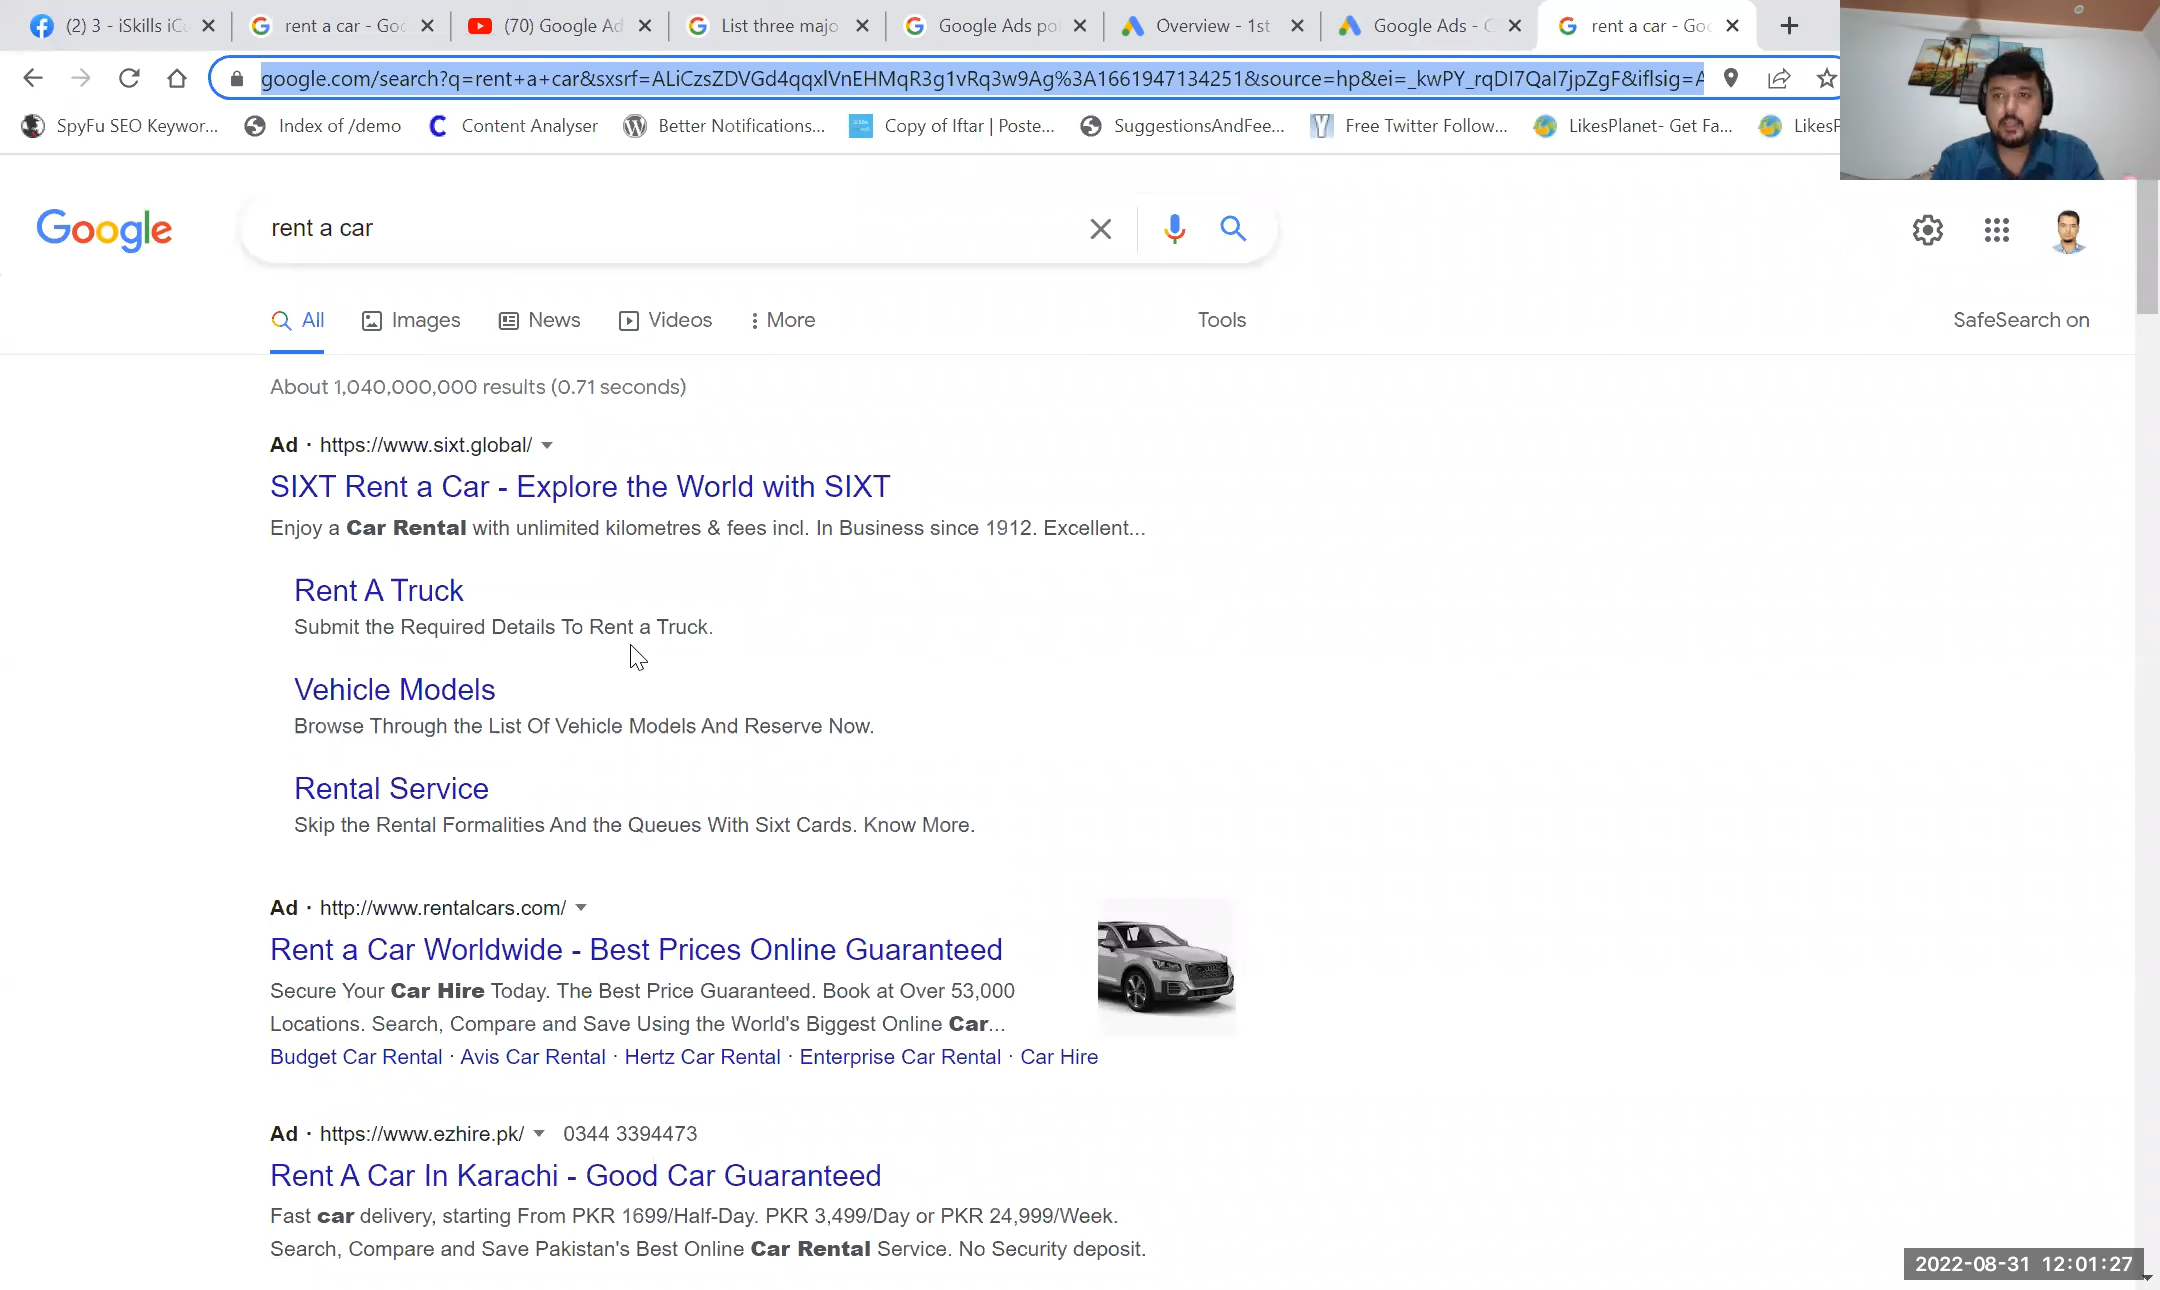 (2) 3 - iSkills iCu
rent a car - Goo
(70) Google Ad
List three majo
Google Ads pol
Overview - 1st
Google Ads - C
rent a car - Goo
google.com/search?q=rent+a+car&sxsrf=ALiCzsZDVGd4qqxlVnEHMqR3g1vRq3w9Ag%3A1661947134251&source=hp&ei=_kwPY_rqDI7QaI7jpZgF&iflsig=A
SpyFu SEO Keywor...
Index of /demo
Content Analyser
Better Notifications...
Copy of Iftar | Poste...
SuggestionsAndFee...
Free Twitter Follow...
LikesPlanet- Get Fa...
LikesP
Google
rent a car
All
Images
News
Videos
More
Tools
SafeSearch on
About 1,040,000,000 results (0.71 seconds)
Ad · https://www.sixt.global/
SIXT Rent a Car - Explore the World with SIXT
Enjoy a Car Rental with unlimited kilometres & fees incl. In Business since 1912. Excellent...
Rent A Truck
Submit the Required Details To Rent a Truck.
Vehicle Models
Browse Through the List Of Vehicle Models And Reserve Now.
Rental Service
Skip the Rental Formalities And the Queues With Sixt Cards. Know More.
Ad · http://www.rentalcars.com/
Rent a Car Worldwide - Best Prices Online Guaranteed
Secure Your Car Hire Today. The Best Price Guaranteed. Book at Over 53,000
Locations. Search, Compare and Save Using the World's Biggest Online Car...
Budget Car Rental · Avis Car Rental · Hertz Car Rental · Enterprise Car Rental · Car Hire
Ad · https://www.ezhire.pk/ 0344 3394473
Rent A Car In Karachi - Good Car Guaranteed
Fast car delivery, starting From PKR 1699/Half-Day. PKR 3,499/Day or PKR 24,999/Week.
Search, Compare and Save Pakistan's Best Online Car Rental Service. No Security deposit.
2022-08-31 12:01:27